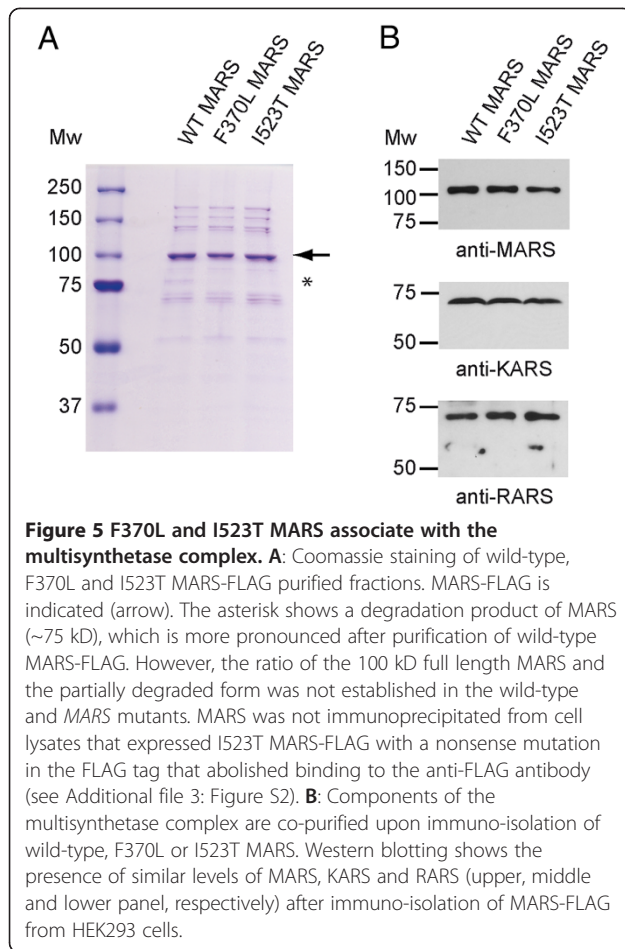 A
B
WT MARS
F370L MARS
I523T MARS
WT MARS
F370L MARS
I523T MARS
Mw
250
150
100
75
*
50
37
150
100
75
anti-MARS
75
50
anti-KARS
75
50
anti-RARS
Figure 5 F370L and I523T MARS associate with the
multisynthetase complex. A: Coomassie staining of wild-type,
F370L and I523T MARS-FLAG purified fractions. MARS-FLAG is
indicated (arrow). The asterisk shows a degradation product of MARS
(~75 kD), which is more pronounced after purification of wild-type
MARS-FLAG. However, the ratio of the 100 kD full length MARS and
the partially degraded form was not established in the wild-type
and MARS mutants. MARS was not immunoprecipitated from cell
lysates that expressed I523T MARS-FLAG with a nonsense mutation
in the FLAG tag that abolished binding to the anti-FLAG antibody
(see Additional file 3: Figure S2). B: Components of the
multisynthetase complex are co-purified upon immuno-isolation of
wild-type, F370L or I523T MARS. Western blotting shows the
presence of similar levels of MARS, KARS and RARS (upper, middle
and lower panel, respectively) after immuno-isolation of MARS-FLAG
from HEK293 cells.